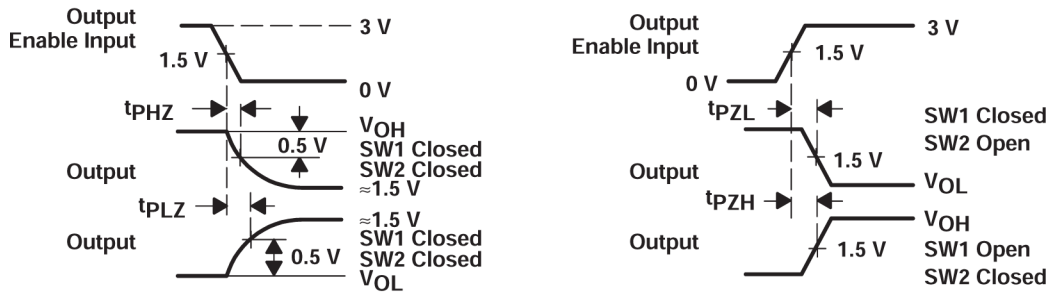 Output
Enable Input
3 V
1.5 V
0 V
tPHZ
VOH
0.5 V
SW1 Closed
SW2 Closed
Output
≈1.5 V
tPLZ
≈1.5 V
SW1 Closed
Output
0.5 V
SW2 Closed
VOL
Output
Enable Input
3 V
1.5 V
0 V
tPZL
SW1 Closed
SW2 Open
1.5 V
Output
VOL
tPZH
VOH
Output
1.5 V
SW1 Open
SW2 Closed